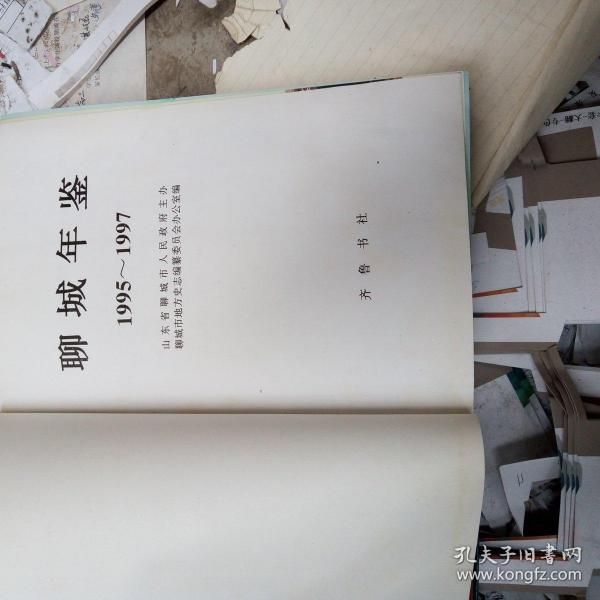 聊城年鉴
1995～1997
山东省聊城市人民政府主办
聊城市地方史志编纂委员会办公室编
齐鲁书社
孔夫子旧书网
www.kongfz.com